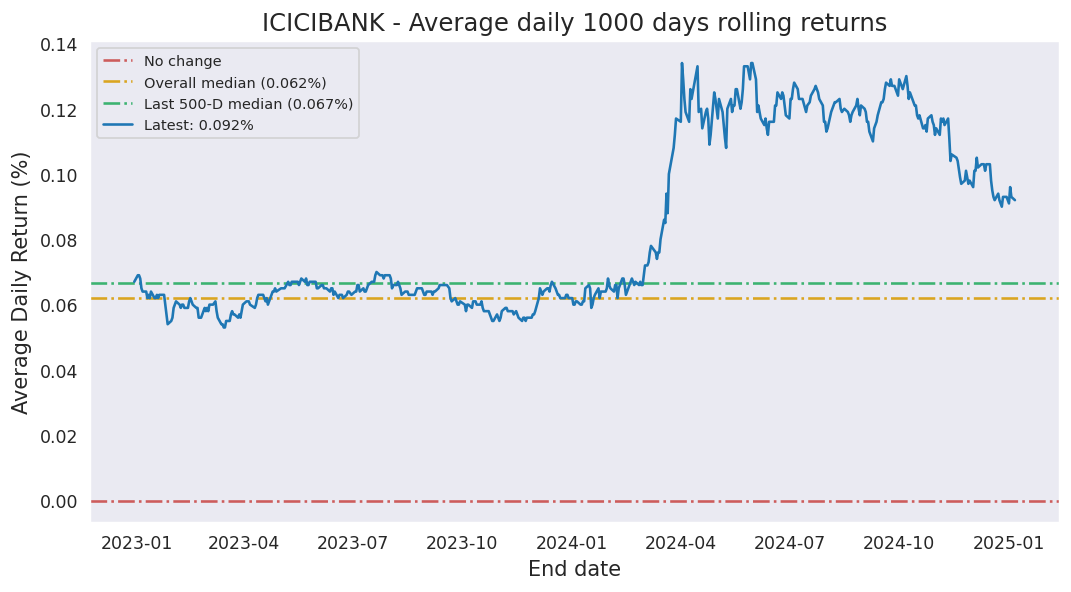 ICICIBANK - Average daily 1000 days rolling returns
No change
Overall median (0.062%)
Last 500-D median (0.067%)
Latest: 0.092%
Average Daily Return (%)
0.14
0.12
0.10
0.08
0.06
0.04
0.02
0.00
2023-01 2023-04 2023-07 2023-10 2024-01 2024-04 2024-07 2024-10 2025-01
End date